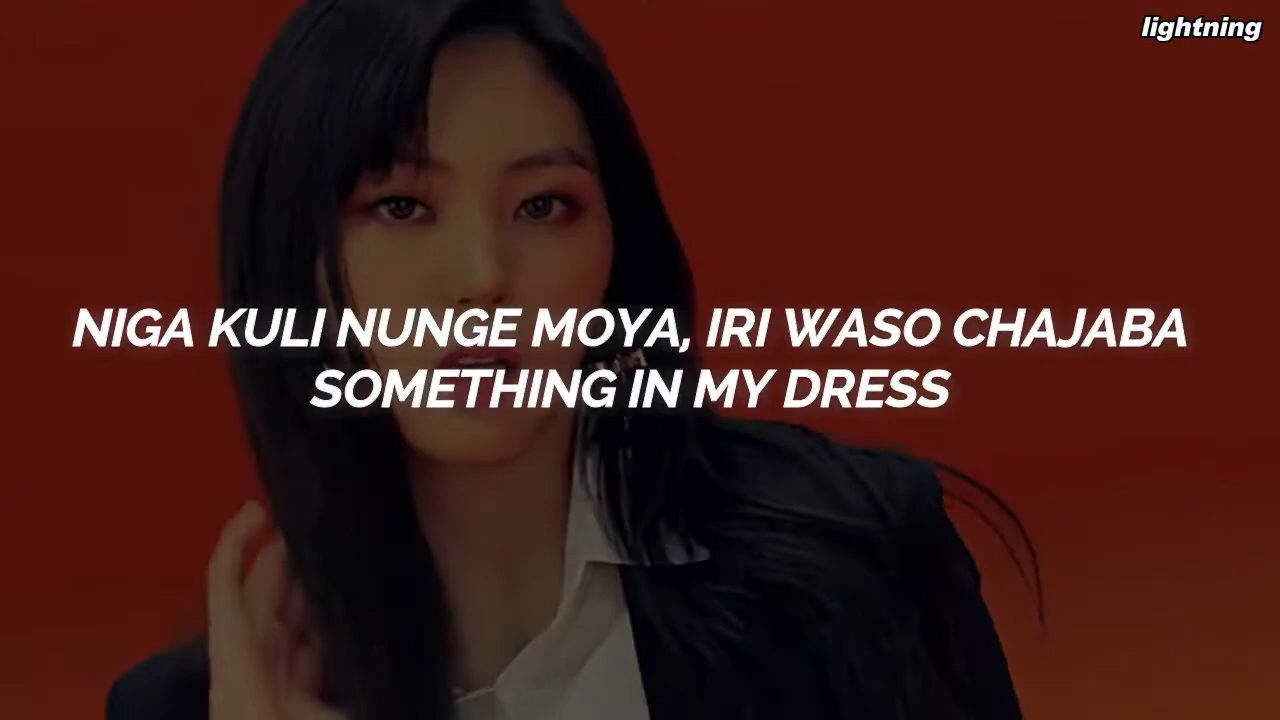 lightning
NIGA KULI NUNGE MOYA, IRI WASO CHAJABA
SOMETHING IN MY DRESS